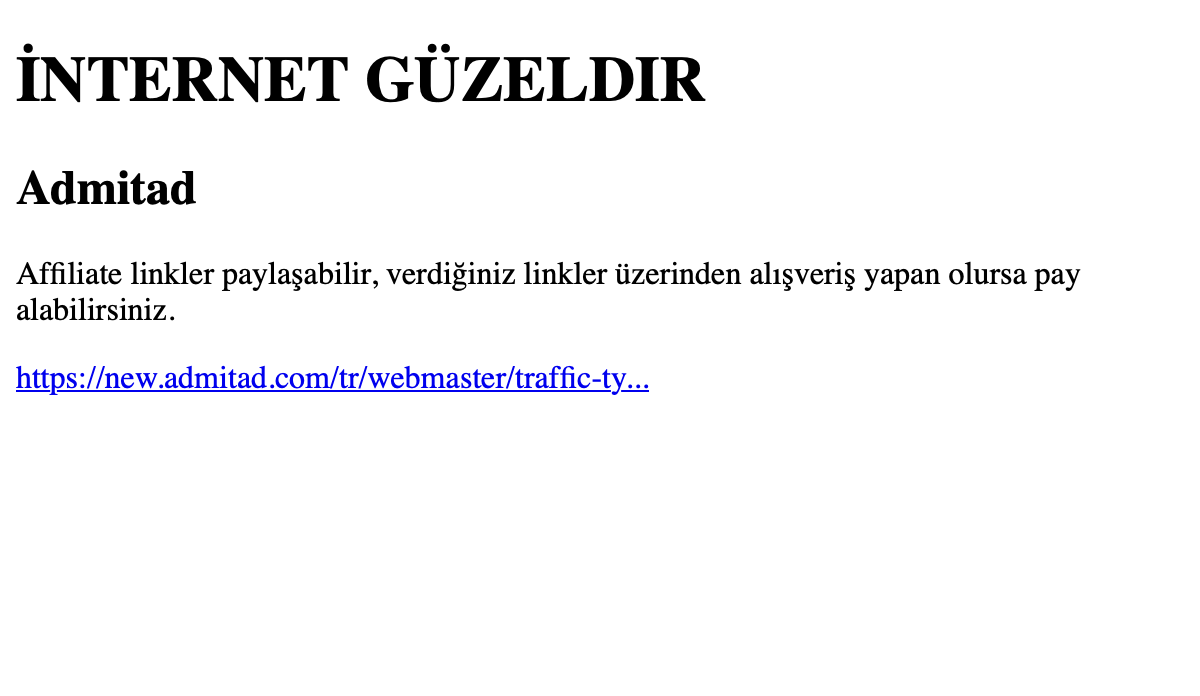 İNTERNET GÜZELDIR
Admitad
Affiliate linkler paylaşabilir, verdiğiniz linkler üzerinden alışveriş yapan olursa pay
alabilirsiniz.
https://new.admitad.com/tr/webmaster/traffic-ty...